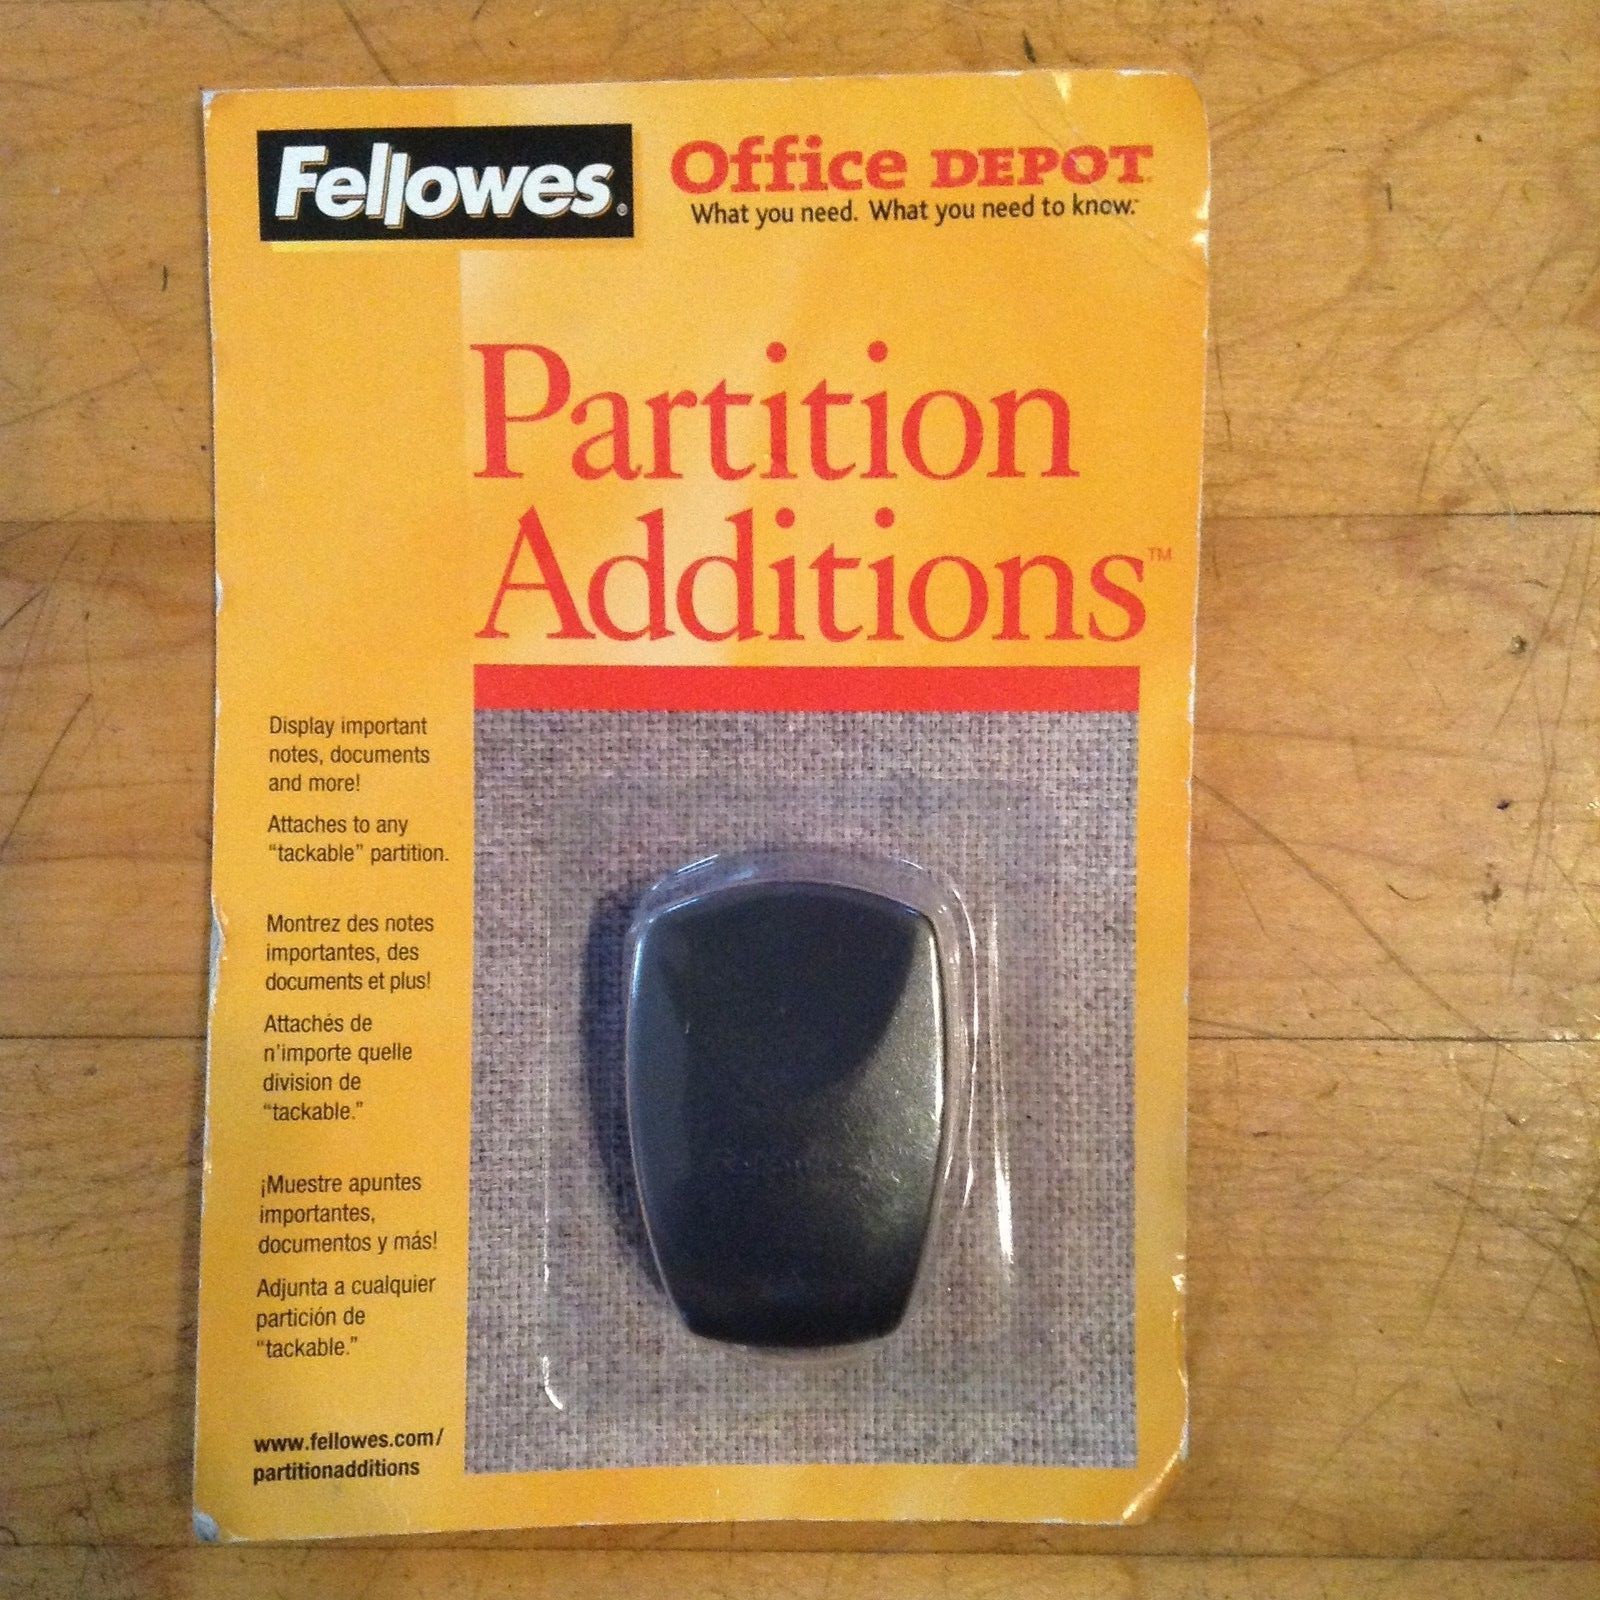 Fellowes®
Office DEPOT
What you need. What you need to know.
Partition
Additions™
Display important
notes, documents
and more!
Attaches to any
“tackable” partition.
Montrez des notes
importantes, des
documents et plus!
Attachés de
n'importe quelle
division de
“tackable.”
¡Muestre apuntes
importantes,
documentos y más!
Adjunta a cualquier
partición de
“tackable.”
www.fellowes.com/
partitionadditions